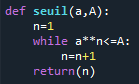 def seuil(a,A):
    n=1
    while a**n<=A:
        n=n+1
    return(n)